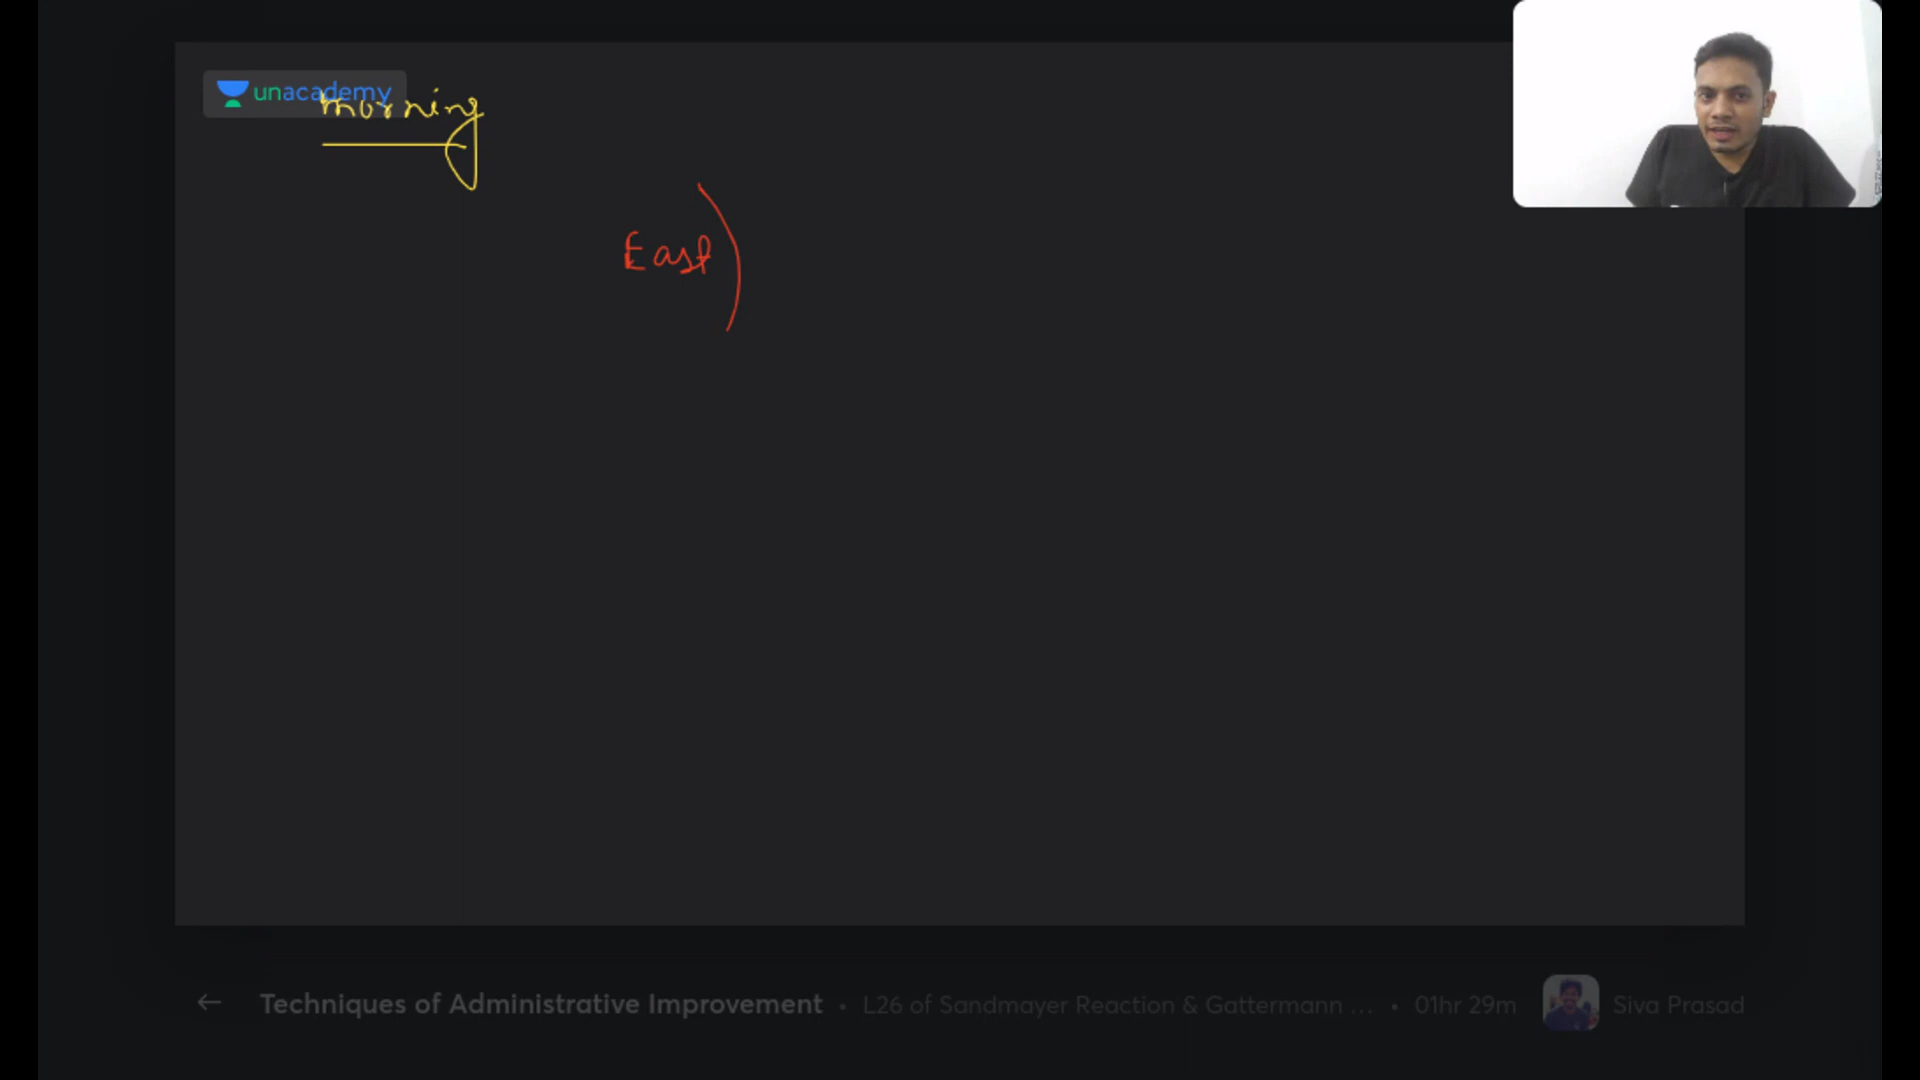 unacademy
morning
East
Techniques of Administrative Improvement • L26 of Sandmayer Reaction & Gattermann ... • 01hr 29m Siva Prasad